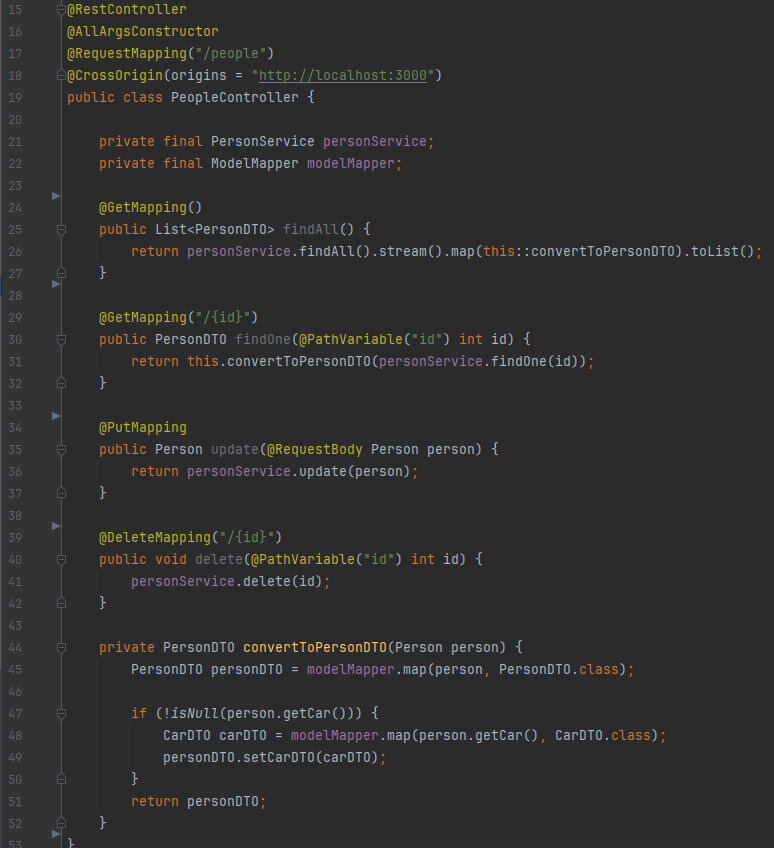 15 @RestController
16 @AllArgsConstructor
17 @RequestMapping("/people")
18 @CrossOrigin(origins = "http://localhost:3000")
19 public class PeopleController {
20
21     private final PersonService personService;
22     private final ModelMapper modelMapper;
23
24     @GetMapping()
25     public List<PersonDTO> findAll() {
26         return personService.findAll().stream().map(this::convertToPersonDTO).toList();
27     }
28
29     @GetMapping("/{id}")
30     public PersonDTO findOne(@PathVariable("id") int id) {
31         return this.convertToPersonDTO(personService.findOne(id));
32     }
33
34     @PutMapping
35     public Person update(@RequestBody Person person) {
36         return personService.update(person);
37     }
38
39     @DeleteMapping("/{id}")
40     public void delete(@PathVariable("id") int id) {
41         personService.delete(id);
42     }
43
44     private PersonDTO convertToPersonDTO(Person person) {
45         PersonDTO personDTO = modelMapper.map(person, PersonDTO.class);
46
47         if (!isNull(person.getCar())) {
48             CarDTO carDTO = modelMapper.map(person.getCar(), CarDTO.class);
49             personDTO.setCarDTO(carDTO);
50         }
51         return personDTO;
52     }
53 }